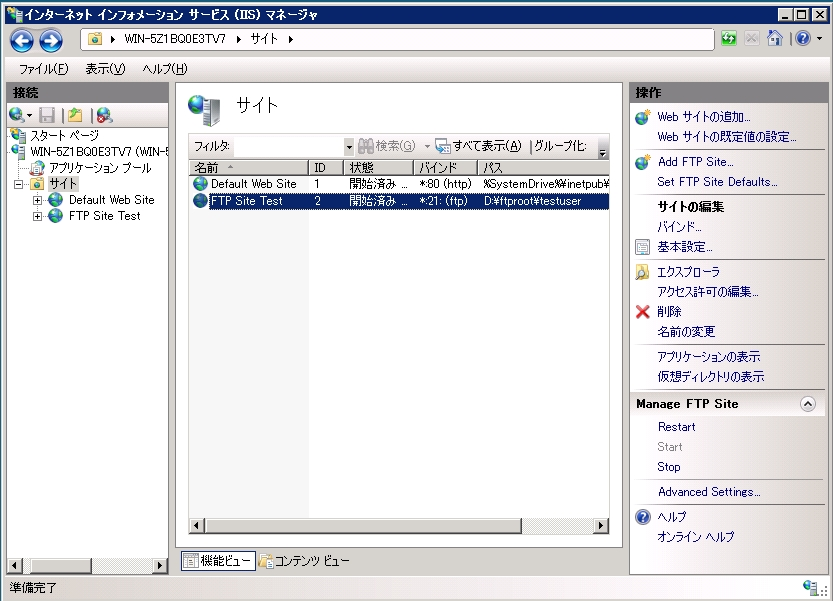 インターネット インフォメーション サービス (IIS) マネージャ
WIN-5Z1BQ0E3TV7 サイト
ファイル(F) 表示(V) ヘルプ(H)
接続
スタート ページ
WIN-5Z1BQ0E3TV7 (WIN-5
アプリケーション プール
サイト
Default Web Site
FTP Site Test
サイト
フィルタ: 検索(G) すべて表示(A) グループ化:
名前 ID 状態 バインド パス
Default Web Site 1 開始済み ... *:80 (http) %SystemDrive%¥inetpub¥
FTP Site Test 2 開始済み ... *:21: (ftp) D:¥ftproot¥testuser
機能ビュー コンテンツ ビュー
操作
Web サイトの追加...
Web サイトの既定値の設定...
Add FTP Site...
Set FTP Site Defaults...
サイトの編集
バインド...
基本設定...
エクスプローラ
アクセス許可の編集...
削除
名前の変更
アプリケーションの表示
仮想ディレクトリの表示
Manage FTP Site
Restart
Start
Stop
Advanced Settings...
ヘルプ
オンライン ヘルプ
準備完了